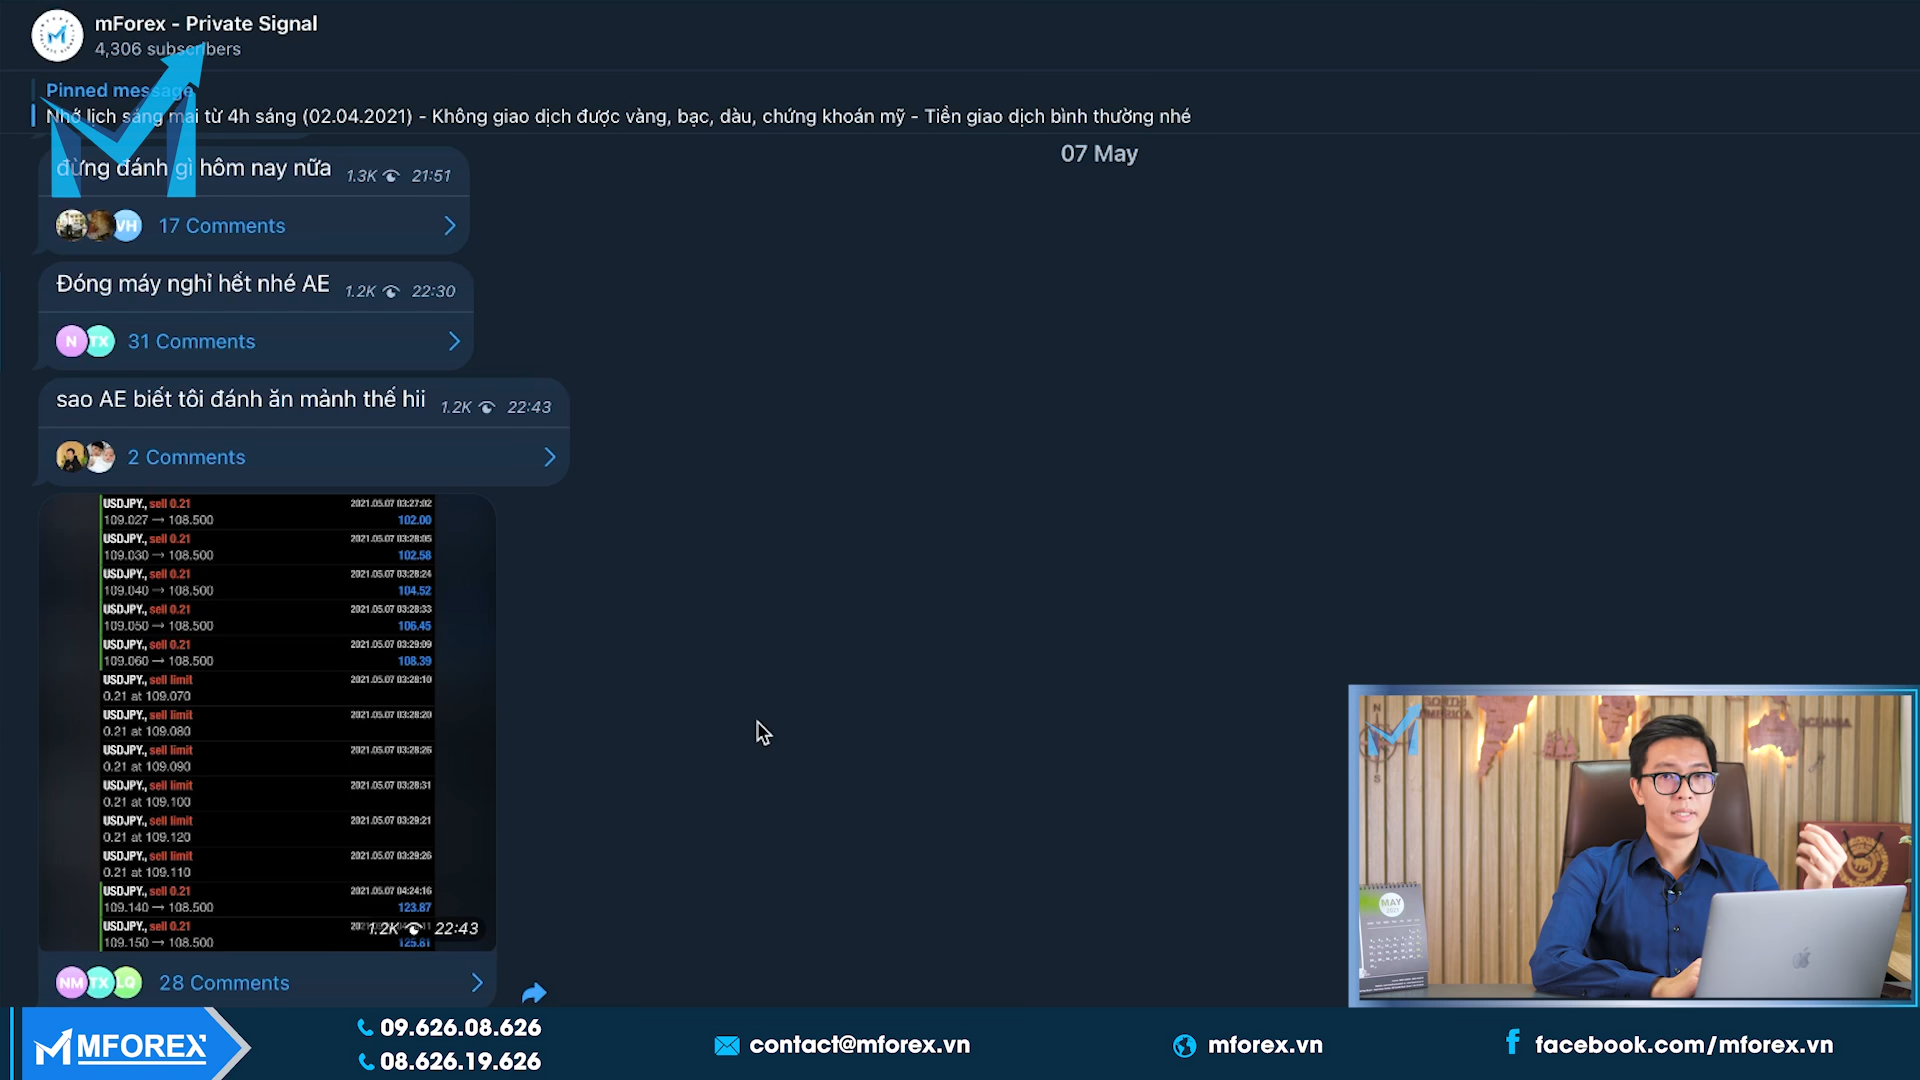 mForex - Private Signal
4,306 subscribers
Pinned message
Nhớ lịch sáng mai từ 4h sáng (02.04.2021) - Không giao dịch được vàng, bạc, dàu, chứng khoán mỹ - Tiền giao dịch bình thường nhé
07 May
đừng đánh gì hôm nay nữa 1.3K 21:51
VH 17 Comments
Đóng máy nghỉ hết nhé AE 1.2K 22:30
N TX 31 Comments
sao AE biết tôi đánh ăn mảnh thế hii 1.2K 22:43
2 Comments
USDJPY., sell 0.21 2021.05.07 03:27:02
109.027 → 108.500 102.00
USDJPY., sell 0.21 2021.05.07 03:28:05
109.030 → 108.500 102.58
USDJPY., sell 0.21 2021.05.07 03:28:24
109.040 → 108.500 104.52
USDJPY., sell 0.21 2021.05.07 03:28:33
109.050 → 108.500 106.45
USDJPY., sell 0.21 2021.05.07 03:29:09
109.060 → 108.500 108.39
USDJPY., sell limit 2021.05.07 03:28:10
0.21 at 109.070
USDJPY., sell limit 2021.05.07 03:28:20
0.21 at 109.080
USDJPY., sell limit 2021.05.07 03:28:26
0.21 at 109.090
USDJPY., sell limit 2021.05.07 03:28:31
0.21 at 109.100
USDJPY., sell limit 2021.05.07 03:29:21
0.21 at 109.120
USDJPY., sell limit 2021.05.07 03:29:26
0.21 at 109.110
USDJPY., sell 0.21 2021.05.07 04:24:16
109.140 → 108.500 123.87
USDJPY., sell 0.21
1.2K 22:43
109.150 → 108.500 125.81
NM TX LQ 28 Comments
SOUTH
AMERICA
OCEANIA
N
S
MAY
2021
MFOREX
09.626.08.626
08.626.19.626
contact@mforex.vn
mforex.vn
facebook.com/mforex.vn